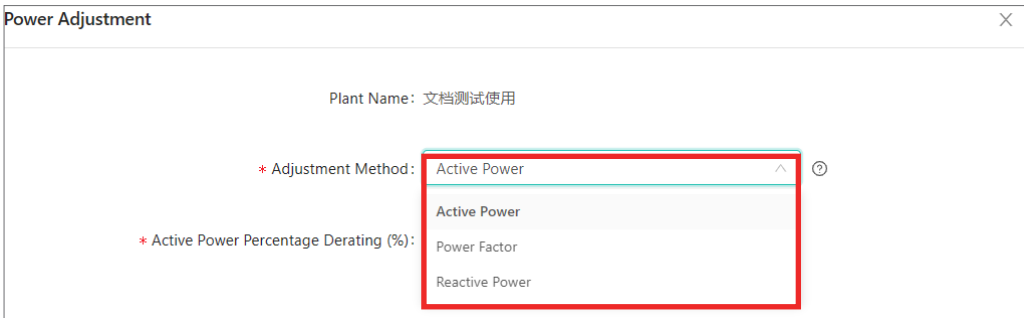 Power Adjustment
Plant Name：文档测试使用
* Adjustment Method： Active Power
Active Power
* Active Power Percentage Derating (%)：
Power Factor
Reactive Power